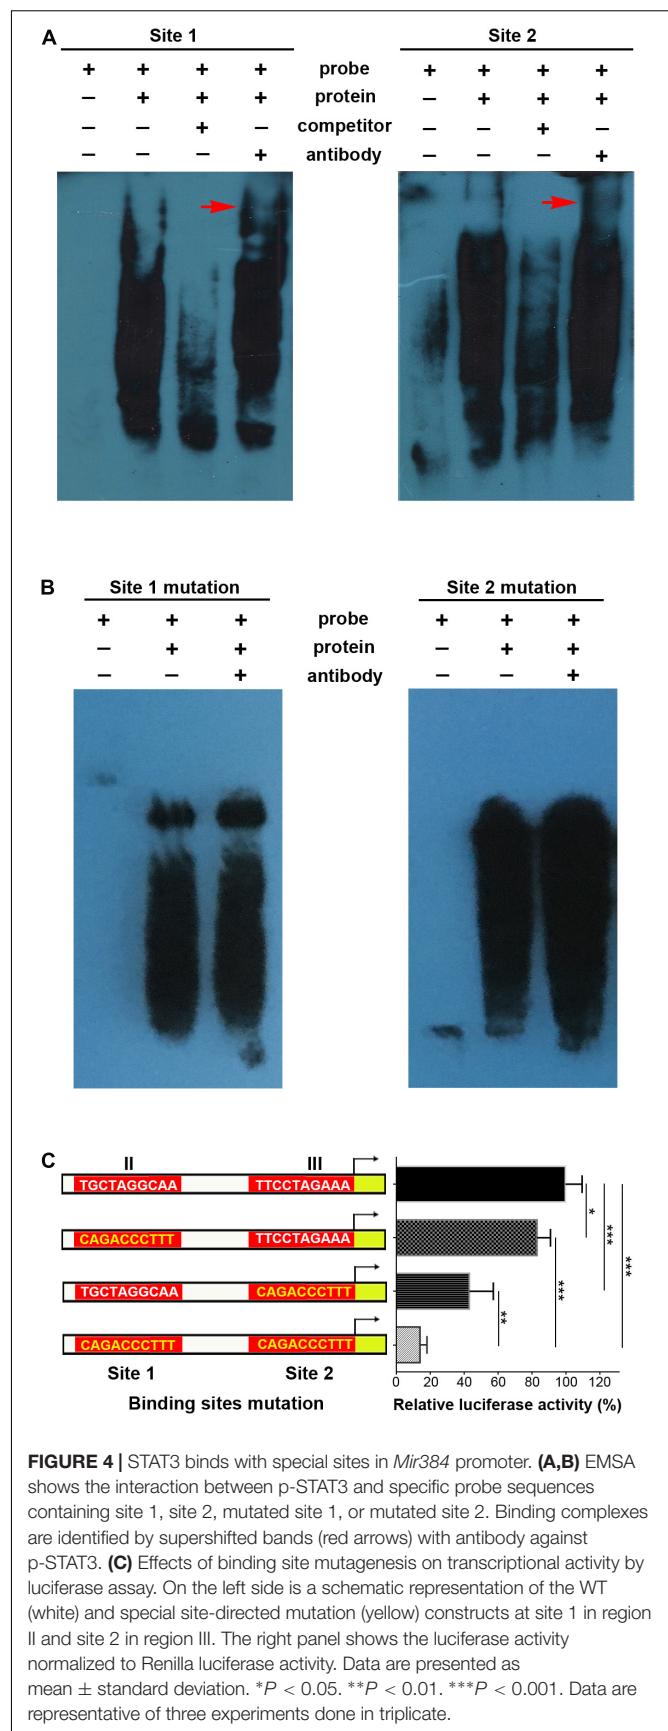 A
Site 1
Site 2
+ + + + probe + + + +
– + + + protein – + + +
– – + – competitor – – + –
– – – + antibody – – – +
B
Site 1 mutation
Site 2 mutation
+ + + probe + + +
– + + protein – + +
– – + antibody – – +
C
II III
TGCTAGGCAA TTCCTAGAAA
CAGACCCTTT TTCCTAGAAA
TGCTAGGCAA CAGACCCTTT
CAGACCCTTT CAGACCCTTT
Site 1 Site 2
Binding sites mutation
* *** *** *** **
0 20 40 60 80 100 120
Relative luciferase activity (%)
FIGURE 4 | STAT3 binds with special sites in Mir384 promoter. (A,B) EMSA
shows the interaction between p-STAT3 and specific probe sequences
containing site 1, site 2, mutated site 1, or mutated site 2. Binding complexes
are identified by supershifted bands (red arrows) with antibody against
p-STAT3. (C) Effects of binding site mutagenesis on transcriptional activity by
luciferase assay. On the left side is a schematic representation of the WT
(white) and special site-directed mutation (yellow) constructs at site 1 in region
II and site 2 in region III. The right panel shows the luciferase activity
normalized to Renilla luciferase activity. Data are presented as
mean ± standard deviation. *P < 0.05. **P < 0.01. ***P < 0.001. Data are
representative of three experiments done in triplicate.